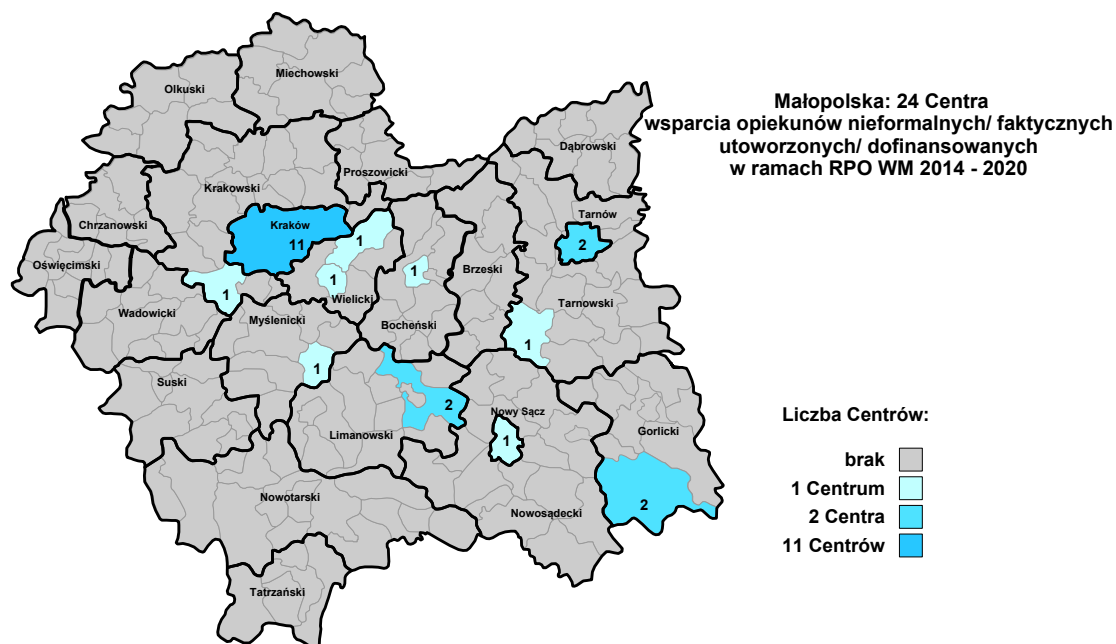 Małopolska: 24 Centra
wsparcia opiekunów nieformalnych/ faktycznych
utoworzonych/ dofinansowanych
w ramach RPO WM 2014 - 2020
Miechowski
Olkuski
Dąbrowski
Proszowicki
Krakowski
Chrzanowski
Kraków
11
Tarnów
2
1
Oświęcimski
1
1
Brzeski
1
Wielicki
Wadowicki
Myślenicki
Bocheński
Tarnowski
1
1
Suski
2
Limanowski
Nowy Sącz
1
Gorlicki
Nowotarski
Nowosądecki
2
Tatrzański
Liczba Centrów:
brak
1 Centrum
2 Centra
11 Centrów